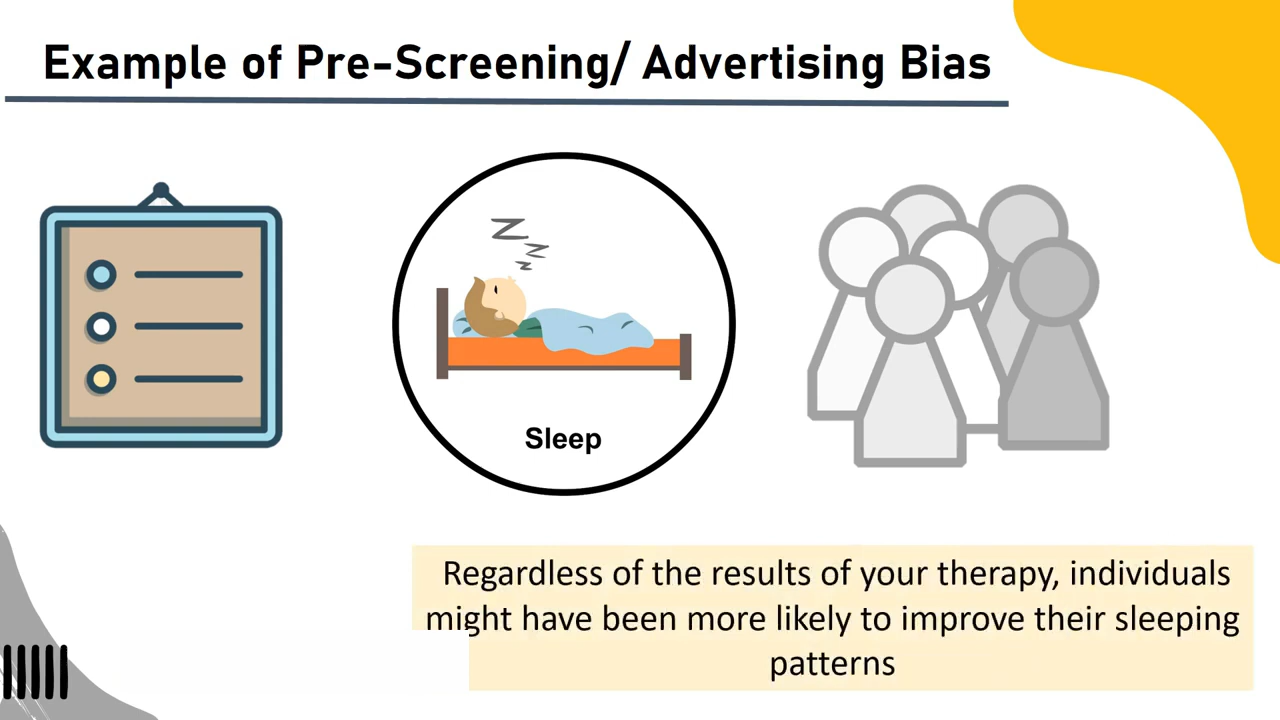 Example of Pre-Screening/ Advertising Bias
Z
Z
Z
Sleep
Regardless of the results of your therapy, individuals
might have been more likely to improve their sleeping
patterns